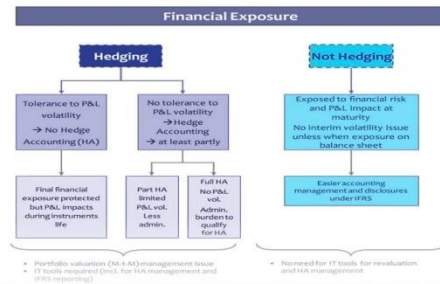 Financial Exposure
Hedging
Not Hedging
Tolerance to P&L
volatility
→ No Hedge
Accounting (HA)
No tolerance to
P&L volatility
→Hedge
Accounting
→ at least partly
Exposed to financial risk
and P&L impact at
maturity
No interim volatility issue
unless when exposure on
balance sheet
Final financial
exposure protected
but P&L impacts
during instruments
life
Part HA
limited
P&L vol.
Less
admin.
Full HA
No P&L
vol.
Admin.
burden to
qualify for
HA
Easier accounting
management and disclosures
under IFRS
• Portfolio valuation (M-t-M) management issue
• IT tools required (incl. for HA management and
IFRS reporting)
• No need for IT tools for revaluation
and HA management